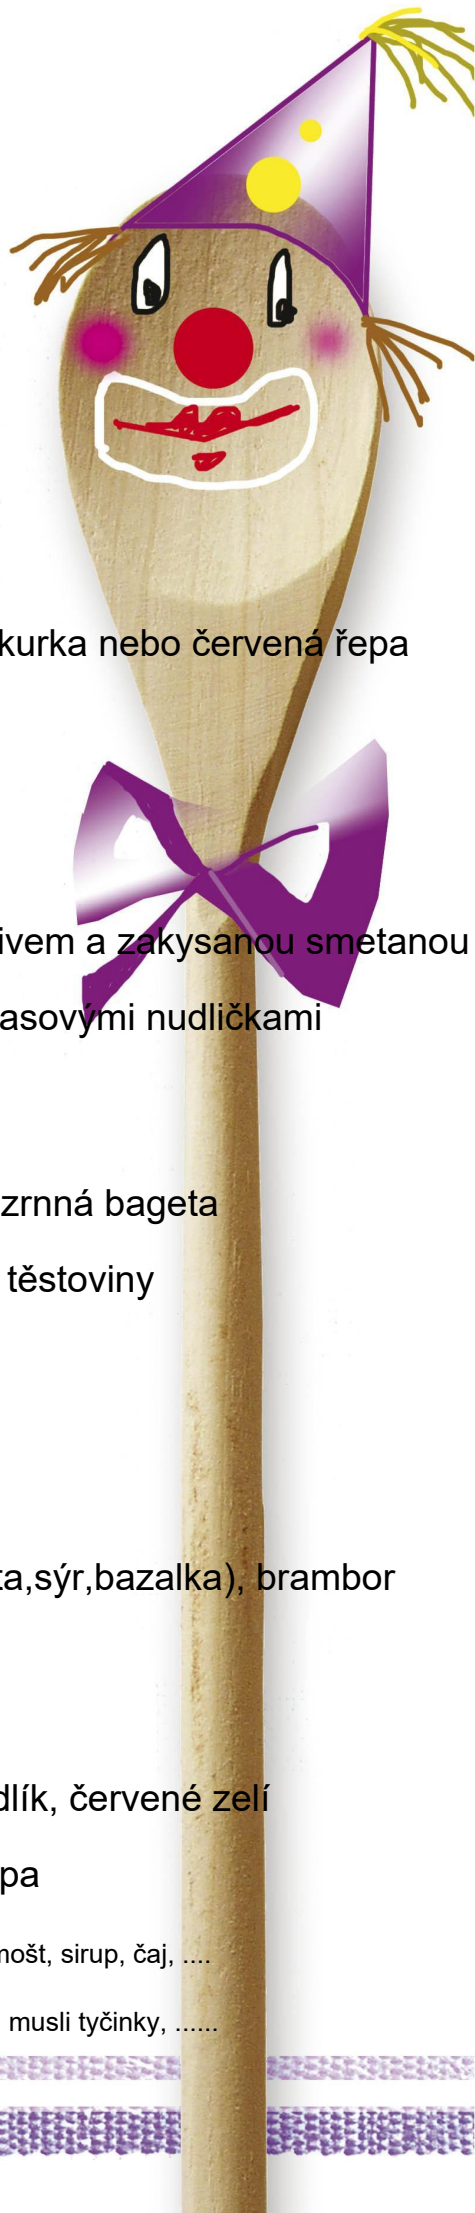 kurka nebo červená řepa
ivem a zakysanou smetanou
asovými nudličkami
zrnná bageta
těstoviny
ta,sýr,bazalka), brambor
dlík, červené zelí
pa
mošt, sirup, čaj, ....
musli tyčinky, ......